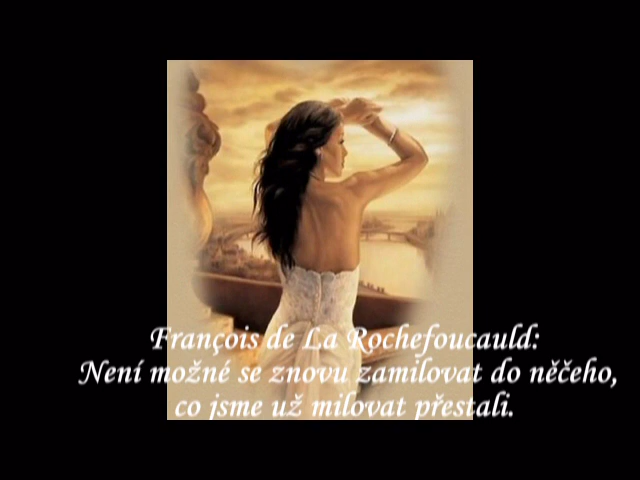 François de La Rochefoucauld:
Není možné se znovu zamilovat do něčeho,
co jsme už milovat přestali.